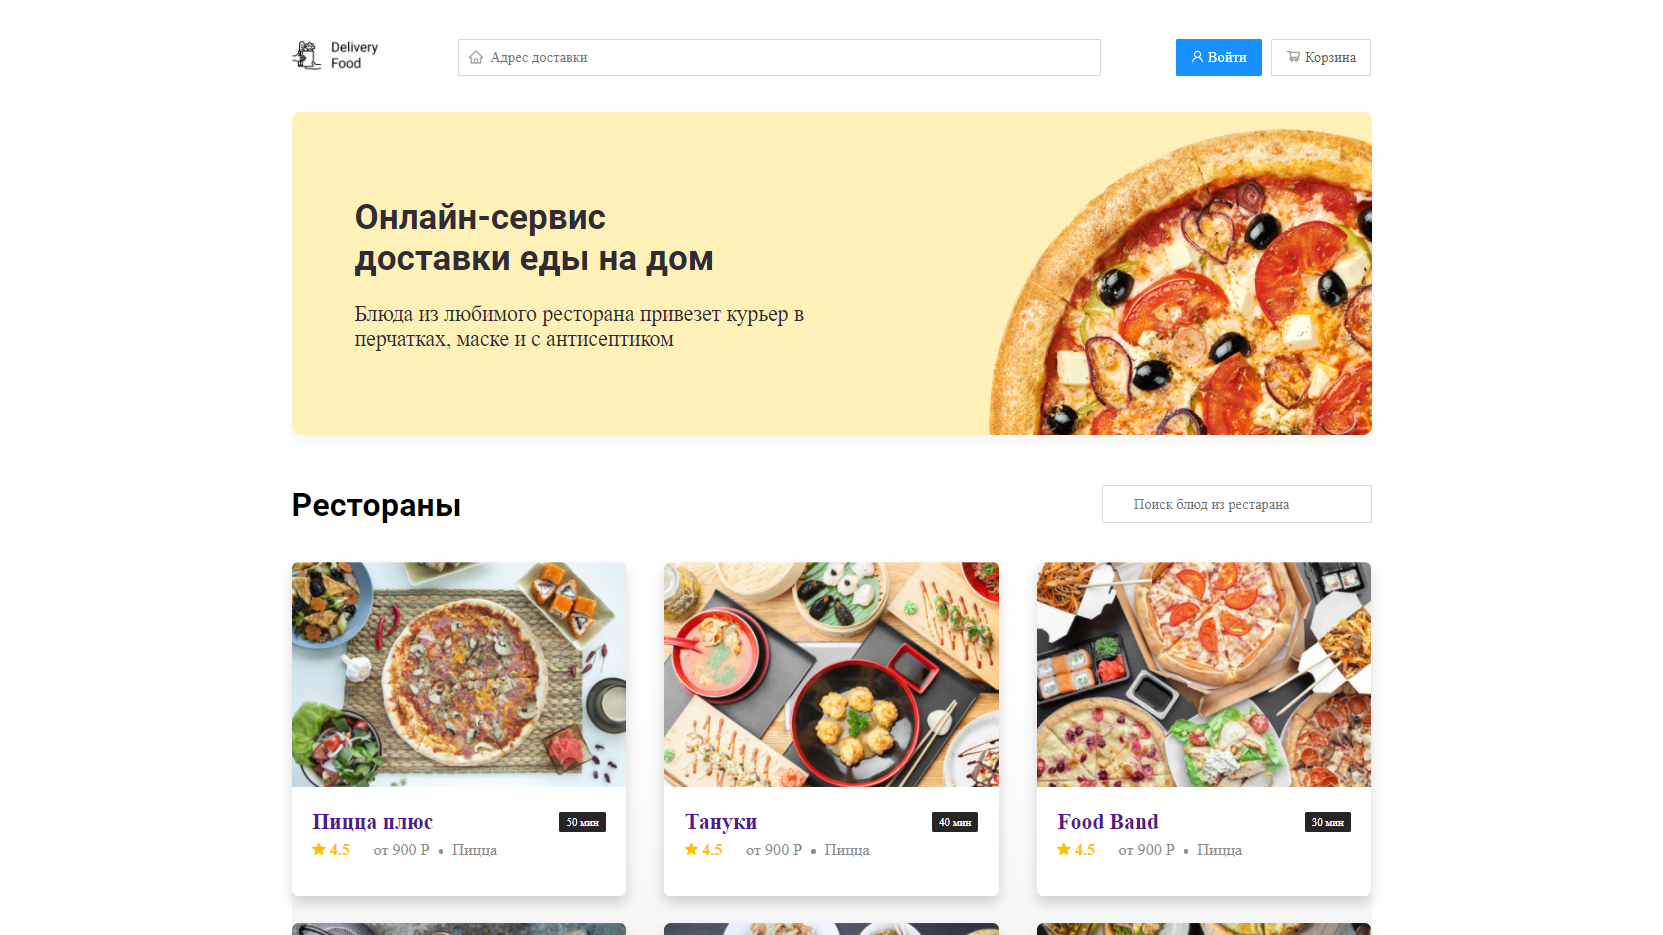 Delivery
Food
Адрес доставки
Войти
Корзина
Онлайн-сервис
доставки еды на дом
Блюда из любимого ресторана привезет курьер в
перчатках, маске и с антисептиком
Рестораны
Поиск блюд из рестарана
Пицца плюс
50 мин
4.5 от 900 Р • Пицца
Тануки
40 мин
4.5 от 900 Р • Пицца
Food Band
30 мин
4.5 от 900 Р • Пицца